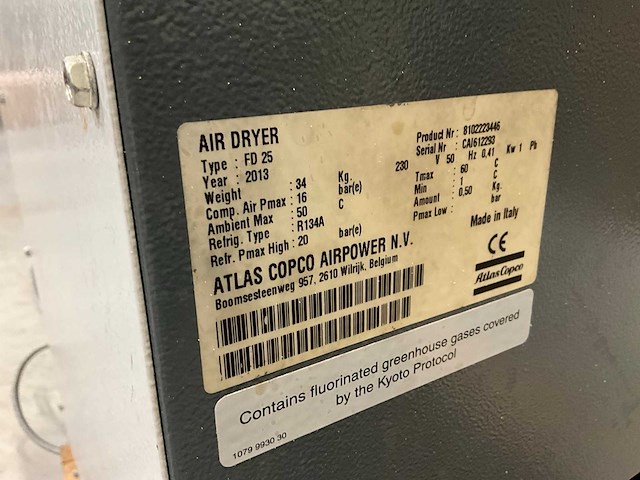 AIR DRYER
Product Nr : 8102223446
Type : FD 25
Serial Nr : CAI612293
Year : 2013
230 V 50 Hz 0,41 Kw 1 Ph
Weight : 34 Kg.
Tmax : 60 C
Comp. Air Pmax : 16 bar(e)
Min : 1 C
Ambient Max : 50 C
Amount : 0,50 Kg.
Refrig. Type : R134A
Pmax Low : bar
Refr. Pmax High : 20 bar(e)
Made in Italy
ATLAS COPCO AIRPOWER N.V.
Boomsesteenweg 957, 2610 Wilrijk, Belgium
CE
Atlas Copco
Contains fluorinated greenhouse gases covered
by the Kyoto Protocol
1079 9930 30